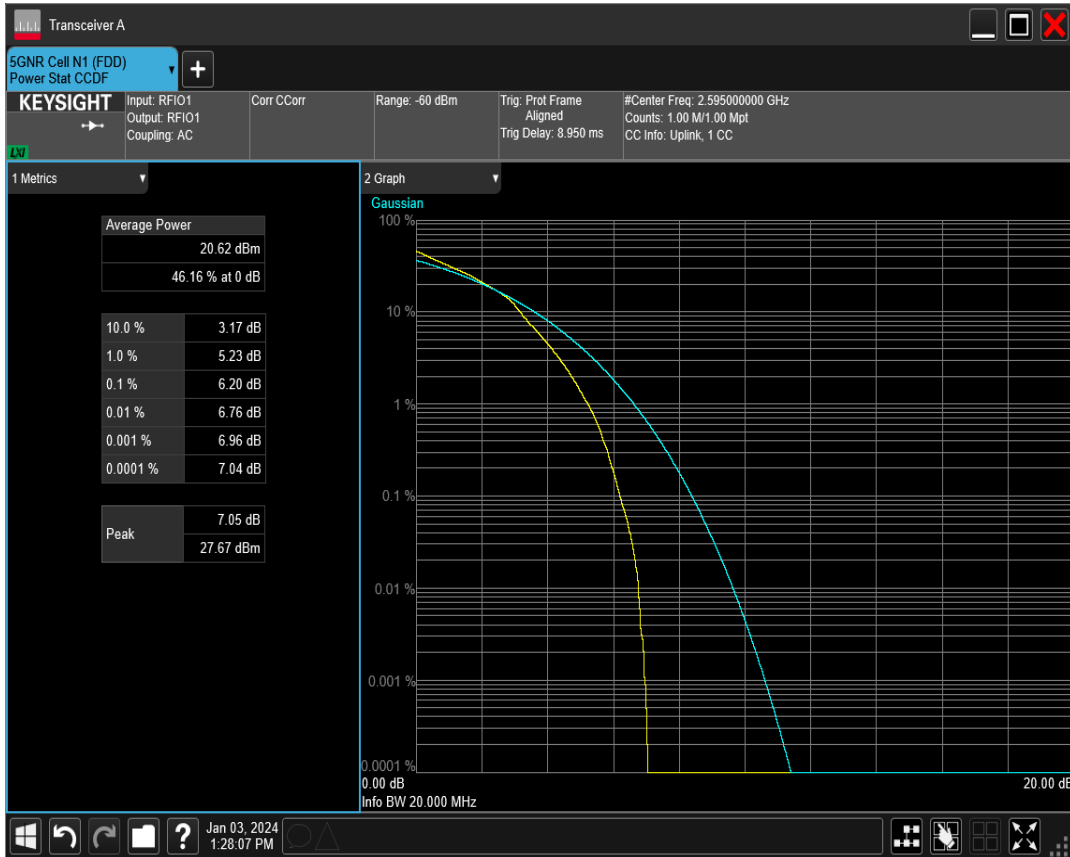 Transceiver A
5GNR Cell N1 (FDD)
Power Stat CCDF
+
KEYSIGHT
LXI
Input: RFIO1
Output: RFIO1
Coupling: AC
Corr CCorr
Range: -60 dBm
Trig: Prot Frame
Aligned
Trig Delay: 8.950 ms
#Center Freq: 2.595000000 GHz
Counts: 1.00 M/1.00 Mpt
CC Info: Uplink, 1 CC
1 Metrics
Average Power
20.62 dBm
46.16 % at 0 dB
10.0 % 3.17 dB
1.0 % 5.23 dB
0.1 % 6.20 dB
0.01 % 6.76 dB
0.001 % 6.96 dB
0.0001 % 7.04 dB
Peak
7.05 dB
27.67 dBm
2 Graph
Gaussian
100 %
10 %
1 %
0.1 %
0.01 %
0.001 %
0.0001 %
0.00 dB 20.00 dB
Info BW 20.000 MHz
?
Jan 03, 2024
1:28:07 PM